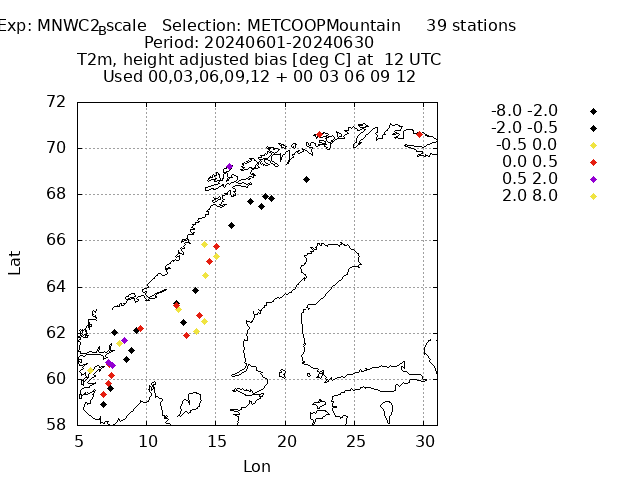 Exp: MNWC2_Bscale   Selection: METCOOPMountain     39 stations
Period: 20240601-20240630
T2m, height adjusted bias [deg C] at  12 UTC
Used 00,03,06,09,12 + 00 03 06 09 12
72
70
68
66
64
62
60
58
5 10 15 20 25 30
Lat
Lon
-8.0 -2.0
-2.0 -0.5
-0.5 0.0
0.0 0.5
0.5 2.0
2.0 8.0